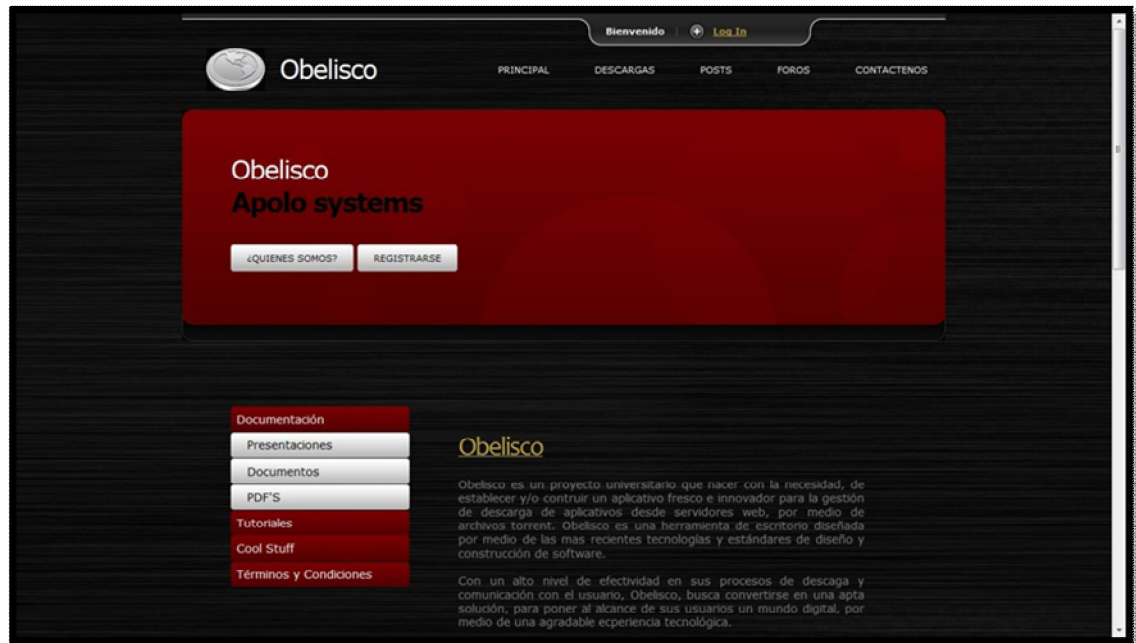 Bienvenido Log In
Obelisco PRINCIPAL DESCARGAS POSTS FOROS CONTACTENOS
Obelisco
Apolo systems
¿QUIENES SOMOS? REGISTRARSE
Documentación
Presentaciones
Documentos
PDF'S
Tutoriales
Cool Stuff
Términos y Condiciones
Obelisco
Obelisco es un proyecto universitario que nacer con la necesidad, de
establecer y/o contruir un aplicativo fresco e innovador para la gestión
de descarga de aplicativos desde servidores web, por medio de
archivos torrent. Obelisco es una herramienta de escritorio diseñada
por medio de las mas recientes tecnologías y estándares de diseño y
construcción de software.
Con un alto nivel de efectividad en sus procesos de descaga y
comunicación con el usuario, Obelisco, busca convertirse en una apta
solución, para poner al alcance de sus usuarios un mundo digital, por
medio de una agradable ecperiencia tecnológica.